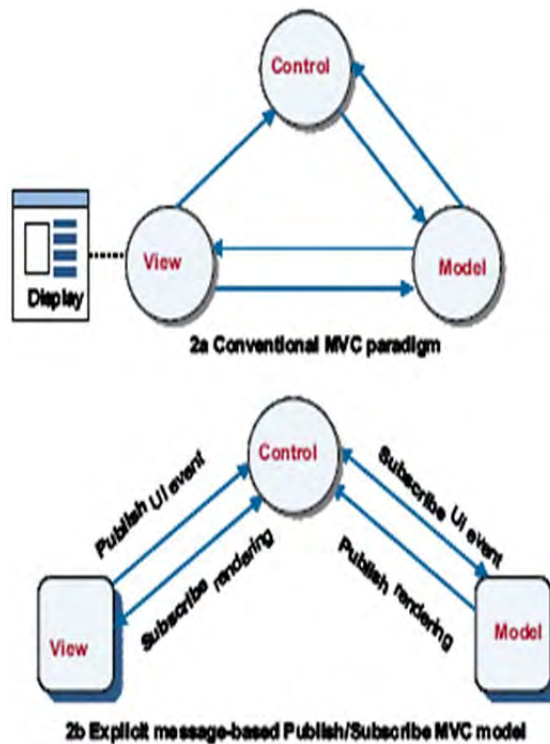 Control
View
Model
Display
2a Conventional MVC paradigm
Control
Publish UI event
Subscribe rendering
Subscribe UI event
Publish rendering
View
Model
2b Explicit message-based Publish/Subscribe MVC model